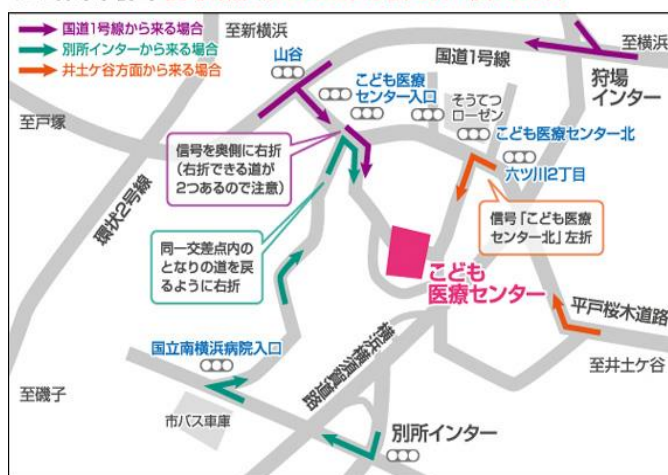 国道1号線から来る場合
別所インターから来る場合
井土ケ谷方面から来る場合
至新横浜
山谷
国道1号線
至横浜
狩場
インター
こども医療
センター入口
そうてつ
ローゼン
こども医療センター北
六ツ川2丁目
至戸塚
環状2号線
信号を奥側に右折
(右折できる道が
2つあるので注意)
信号「こども医療
センター北」左折
同一交差点内の
となりの道を戻
るように右折
こども
医療センター
平戸桜木道路
至井土ケ谷
横浜横須賀道路
国立南横浜病院入口
至磯子
市バス車庫
別所インター